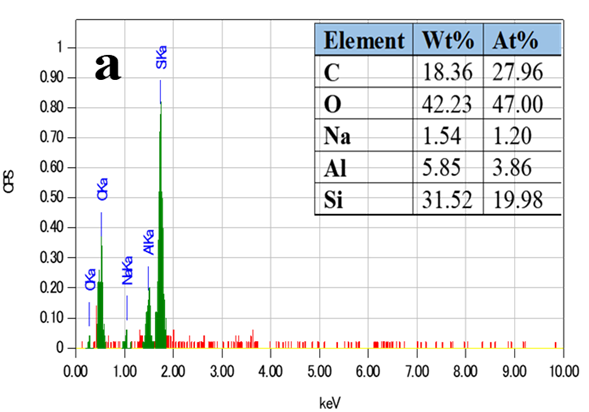 a
Element Wt% At%
C 18.36 27.96
O 42.23 47.00
Na 1.54 1.20
Al 5.85 3.86
Si 31.52 19.98
CPS
1
0.90
0.80
0.70
0.60
0.50
0.40
0.30
0.20
0.10
0
CKa
OKa
NaKa
AlKa
SiKa
0.00 1.00 2.00 3.00 4.00 5.00 6.00 7.00 8.00 9.00 10.00
keV